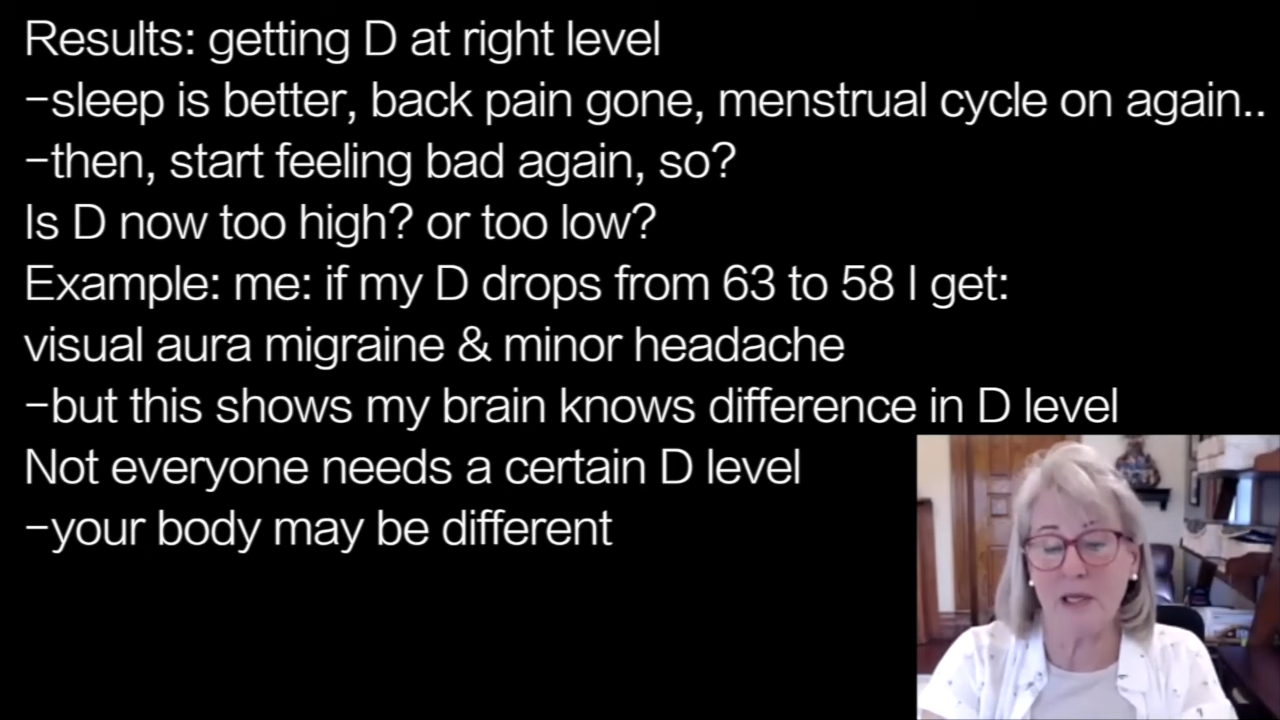 Results: getting D at right level
−sleep is better, back pain gone, menstrual cycle on again..
−then, start feeling bad again, so?
Is D now too high? or too low?
Example: me: if my D drops from 63 to 58 I get:
visual aura migraine & minor headache
−but this shows my brain knows difference in D level
Not everyone needs a certain D level
−your body may be different